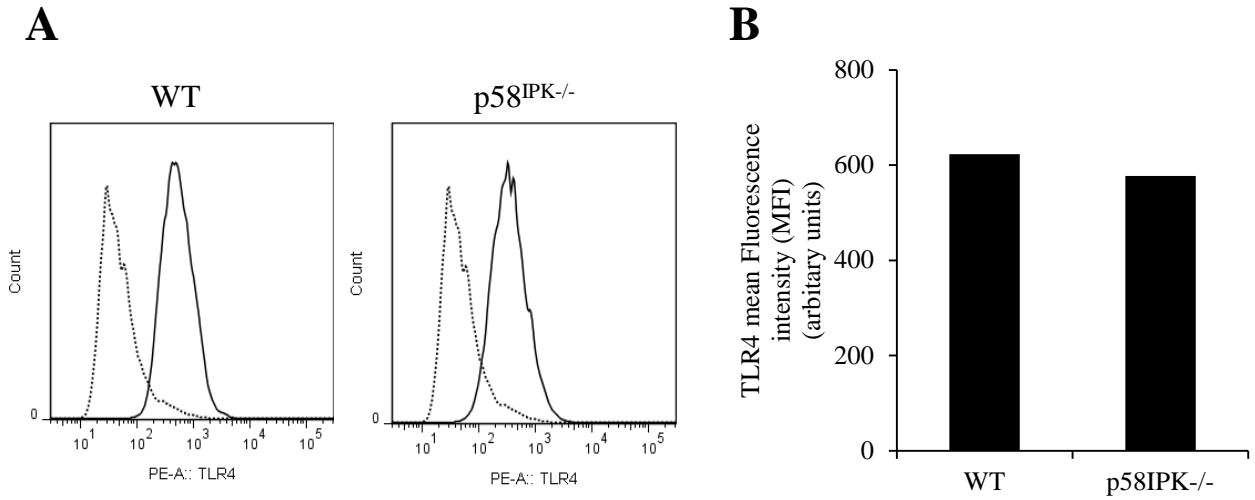 A
WT
Count
0
10^1
10^2
10^3
10^4
10^5
PE-A:: TLR4
p58^IPK-/-
Count
0
10^1
10^2
10^3
10^4
10^5
PE-A:: TLR4
B
TLR4 mean Fluorescence
intensity (MFI)
(arbitary units)
800
600
400
200
0
WT
p58IPK-/-